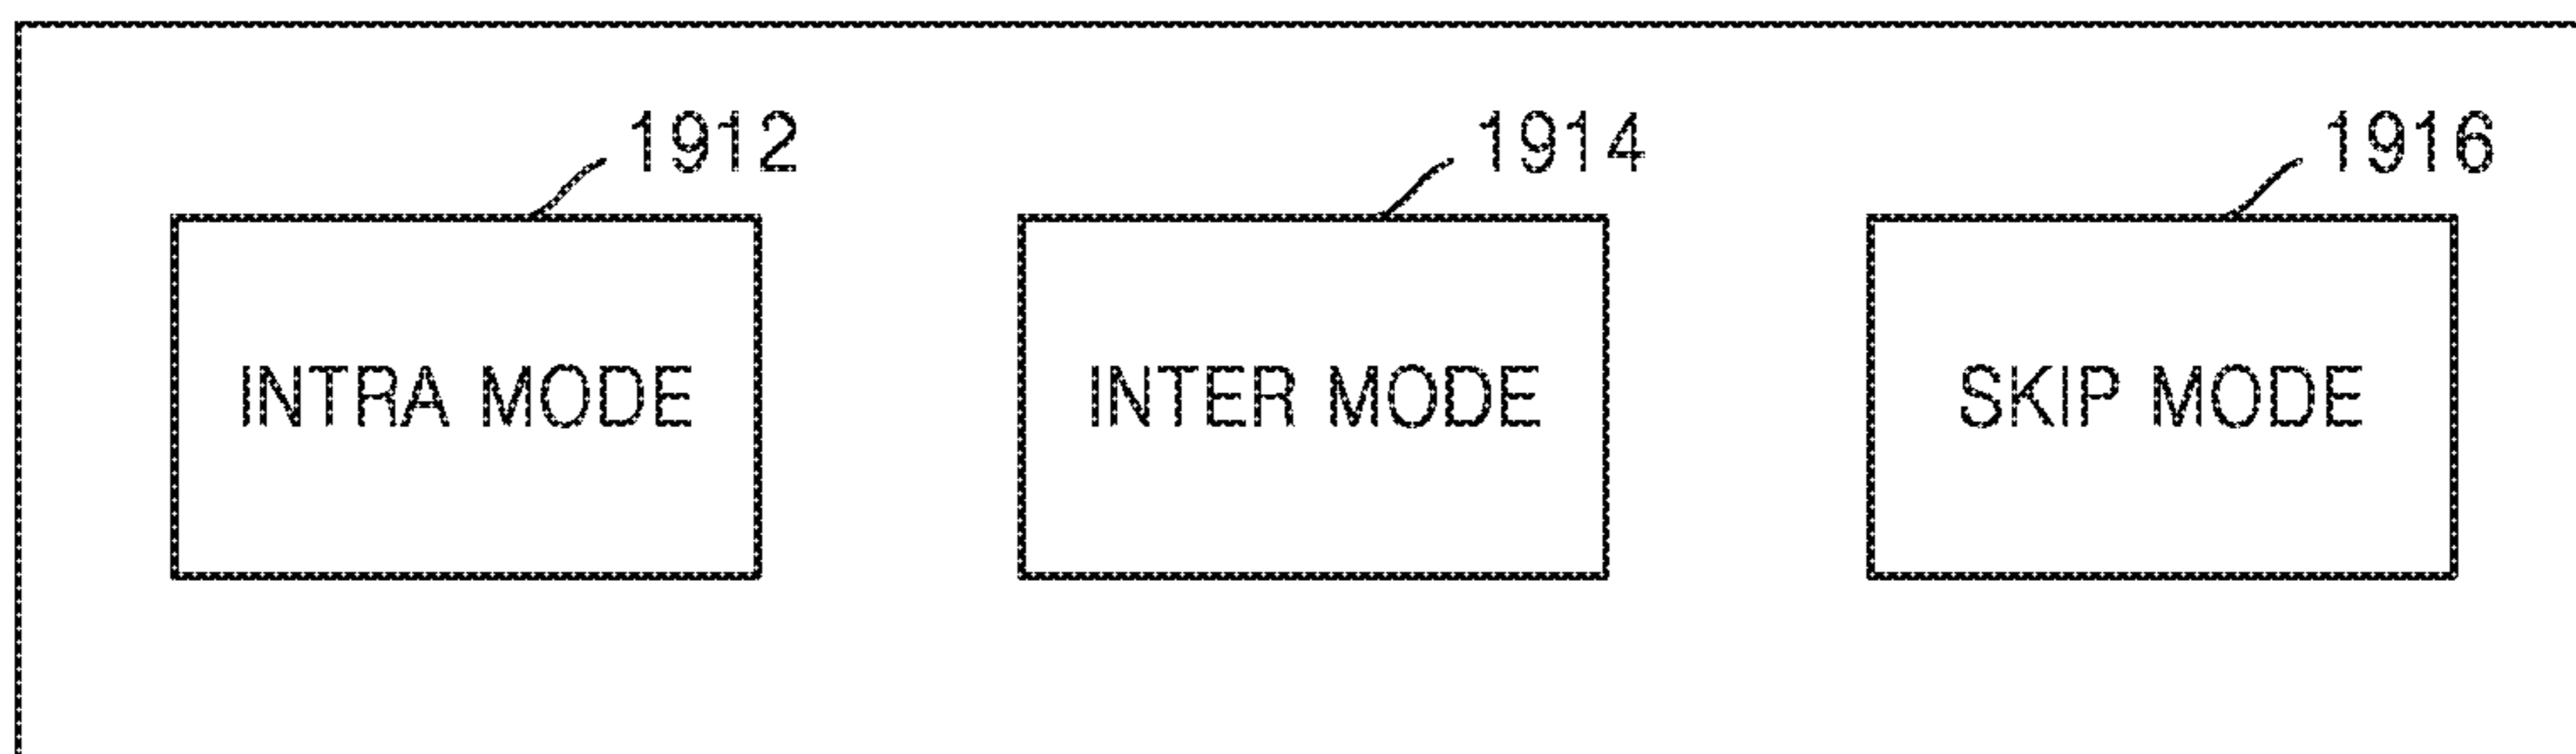 1912 1914 1916
INTRA MODE INTER MODE SKIP MODE